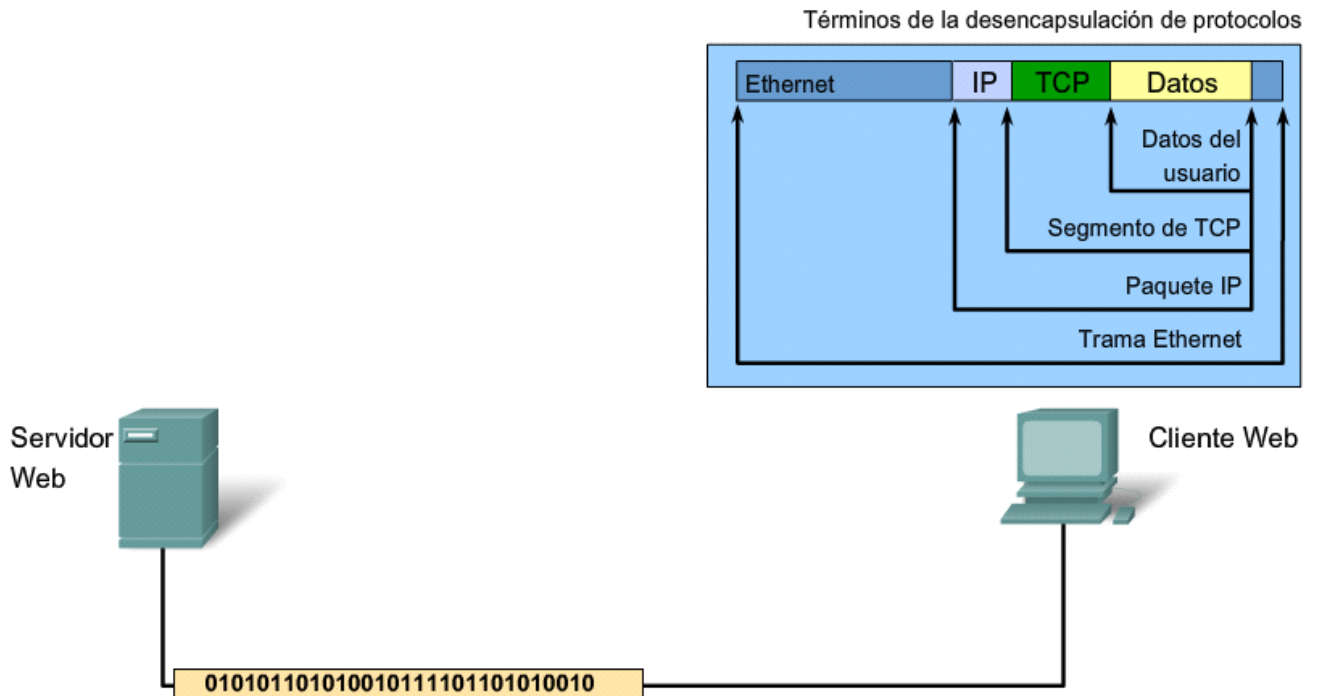 Términos de la desencapsulación de protocolos
Ethernet IP TCP Datos
Datos del
usuario
Segmento de TCP
Paquete IP
Trama Ethernet
Servidor
Web
Cliente Web
010101101010010111101101010010